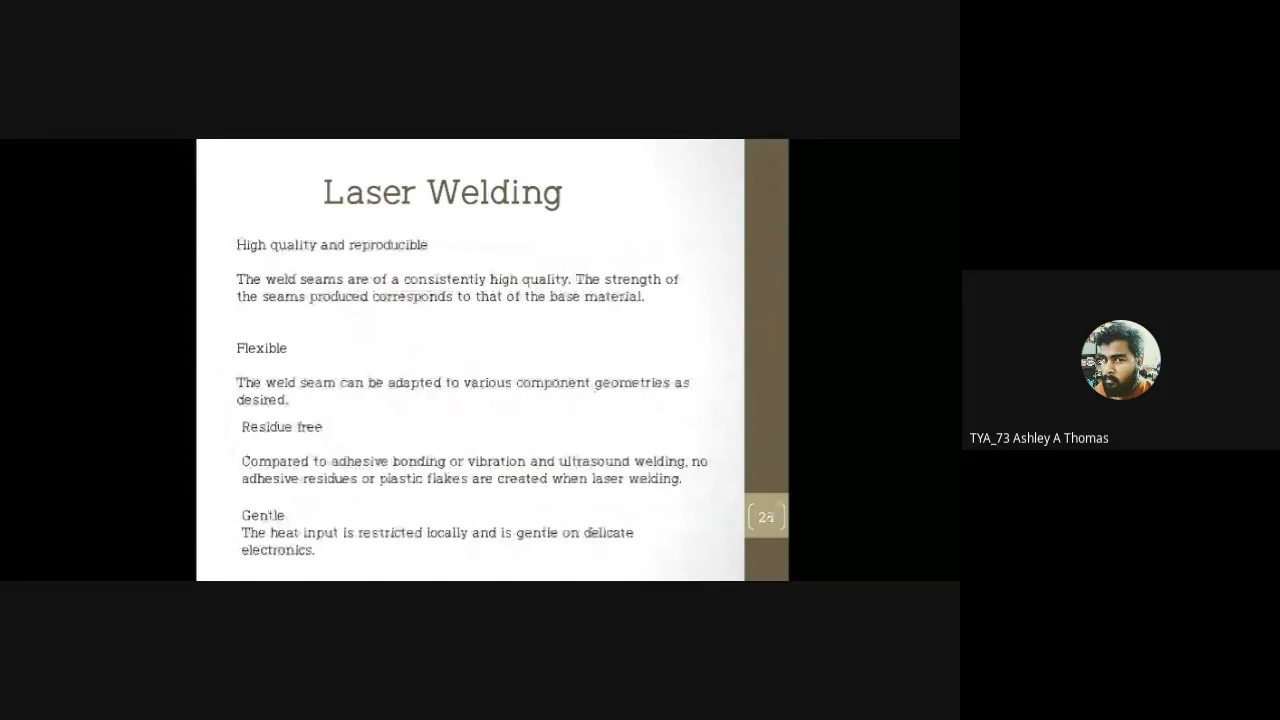 Laser Welding
High quality and reproducible
The weld seams are of a consistently high quality. The strength of
the seams produced corresponds to that of the base material.
Flexible
The weld seam can be adapted to various component geometries as
desired.
Residue free
Compared to adhesive bonding or vibration and ultrasound welding, no
adhesive residues or plastic flakes are created when laser welding.
Gentle
The heat input is restricted locally and is gentle on delicate
electronics.
TYA_73 Ashley A Thomas